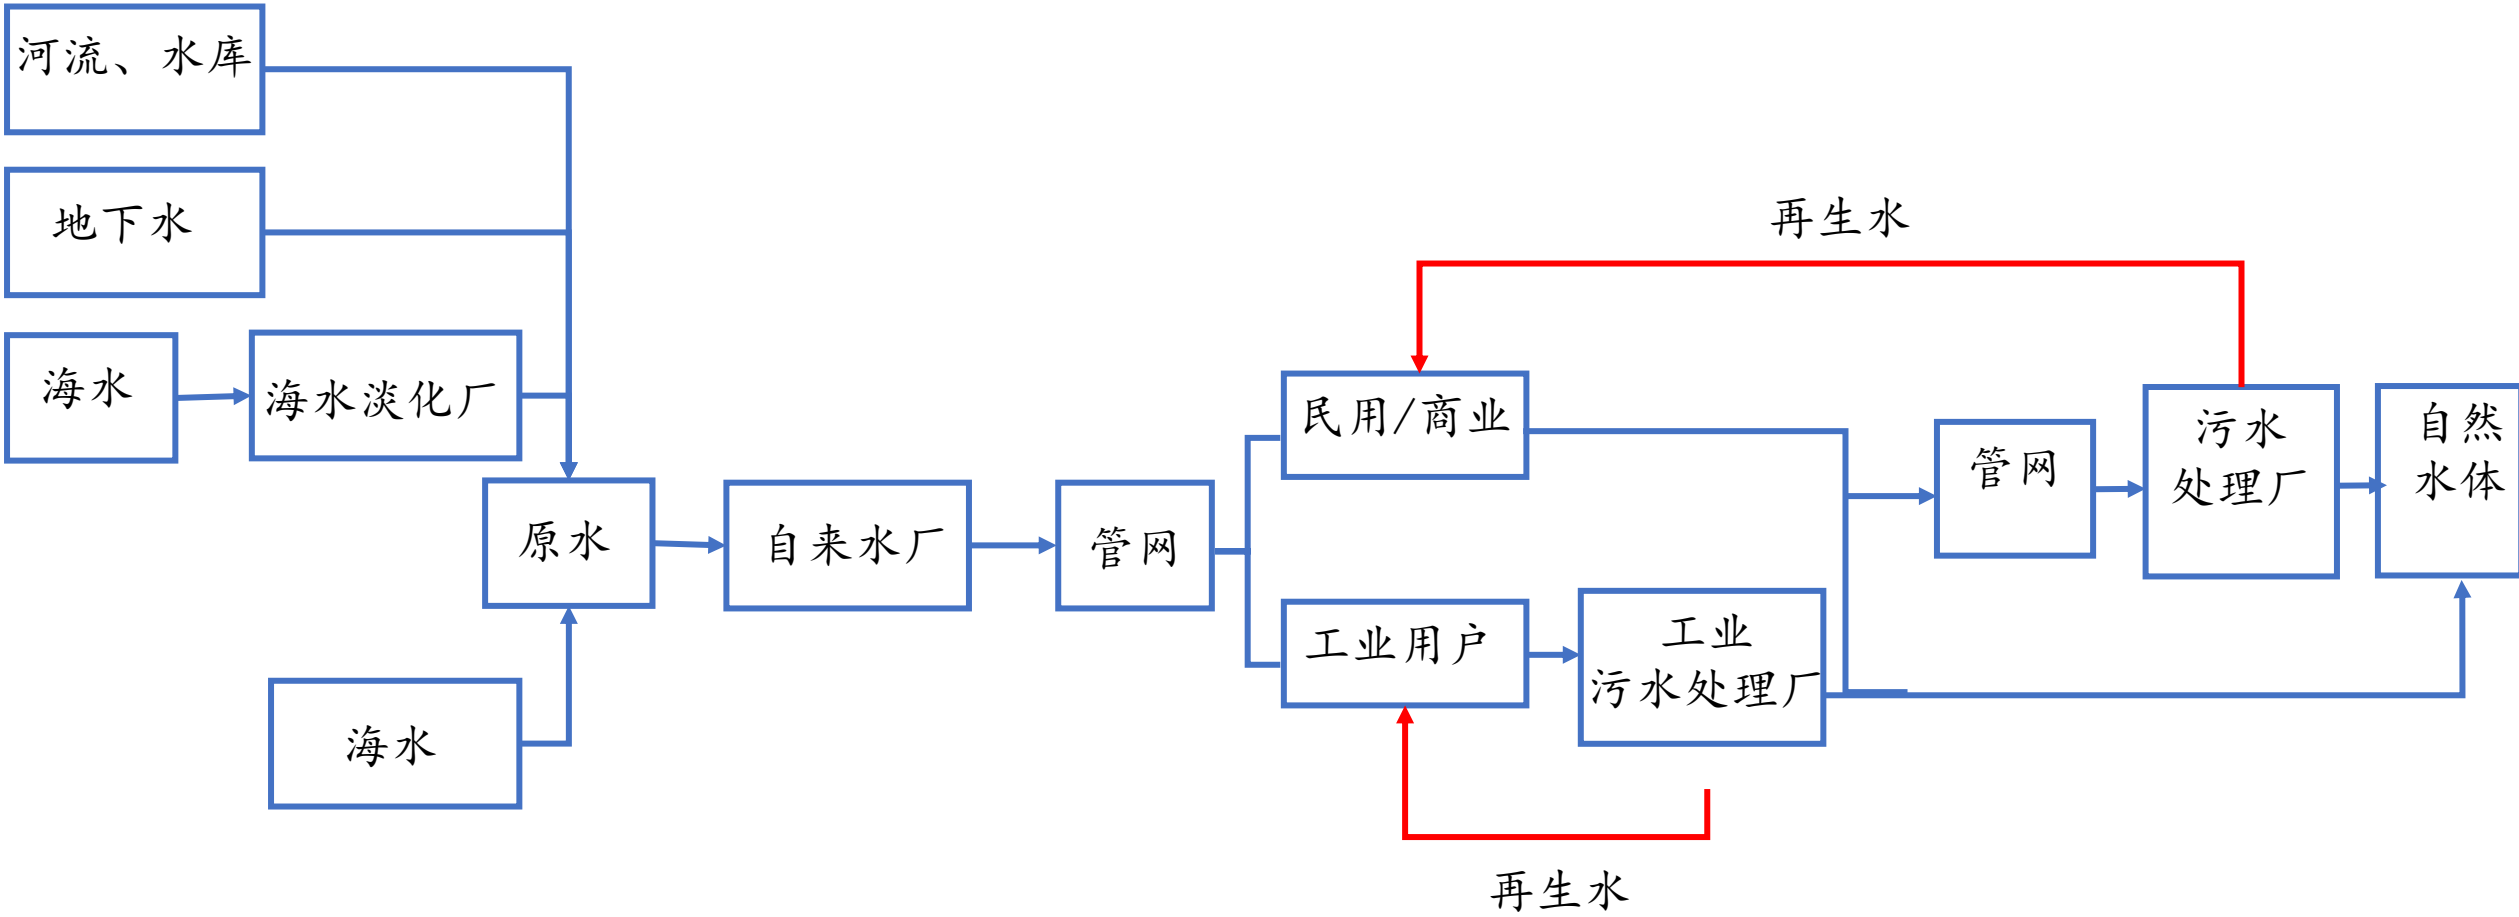 河流、水库
地下水
再生水
海水
海水淡化厂
民用/商业
污水
处理厂
自然
水体
管网
原水
自来水厂
管网
工业用户
工业
污水处理厂
海水
再生水